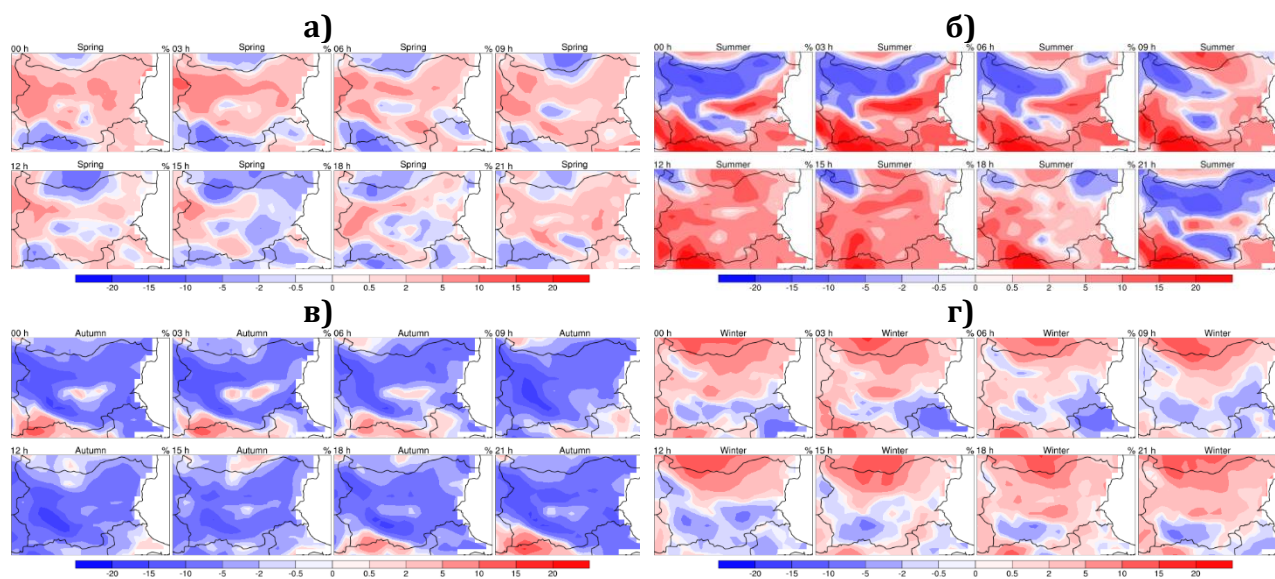 а) б)
00 h Spring % 03 h Spring % 06 h Spring % 09 h Spring % 00 h Summer % 03 h Summer % 06 h Summer % 09 h Summer %
12 h Spring % 15 h Spring % 18 h Spring % 21 h Spring % 12 h Summer % 15 h Summer % 18 h Summer % 21 h Summer %
-20 -15 -10 -5 -2 -0.5 0 0.5 2 5 10 15 20 -20 -15 -10 -5 -2 -0.5 0 0.5 2 5 10 15 20
в) г)
00 h Autumn % 03 h Autumn % 06 h Autumn % 09 h Autumn % 00 h Winter % 03 h Winter % 06 h Winter % 09 h Winter %
12 h Autumn % 15 h Autumn % 18 h Autumn % 21 h Autumn % 12 h Winter % 15 h Winter % 18 h Winter % 21 h Winter %
-20 -15 -10 -5 -2 -0.5 0 0.5 2 5 10 15 20 -20 -15 -10 -5 -2 -0.5 0 0.5 2 5 10 15 20